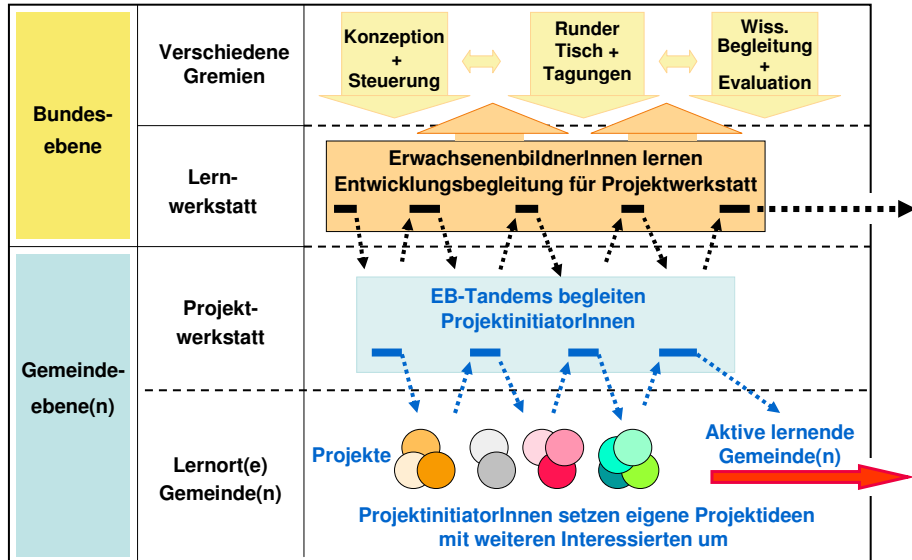 Bundes-
ebene
Verschiedene
Gremien
Konzeption
+
Steuerung
Runder
Tisch +
Tagungen
Wiss.
Begleitung
+
Evaluation
Lern-
werkstatt
ErwachsenenbildnerInnen lernen
Entwicklungsbegleitung für Projektwerkstatt
Gemeinde-
ebene(n)
Projekt-
werkstatt
EB-Tandems begleiten
ProjektinitiatorInnen
Lernort(e)
Gemeinde(n)
Projekte
Aktive lernende
Gemeinde(n)
ProjektinitiatorInnen setzen eigene Projektideen
mit weiteren Interessierten um